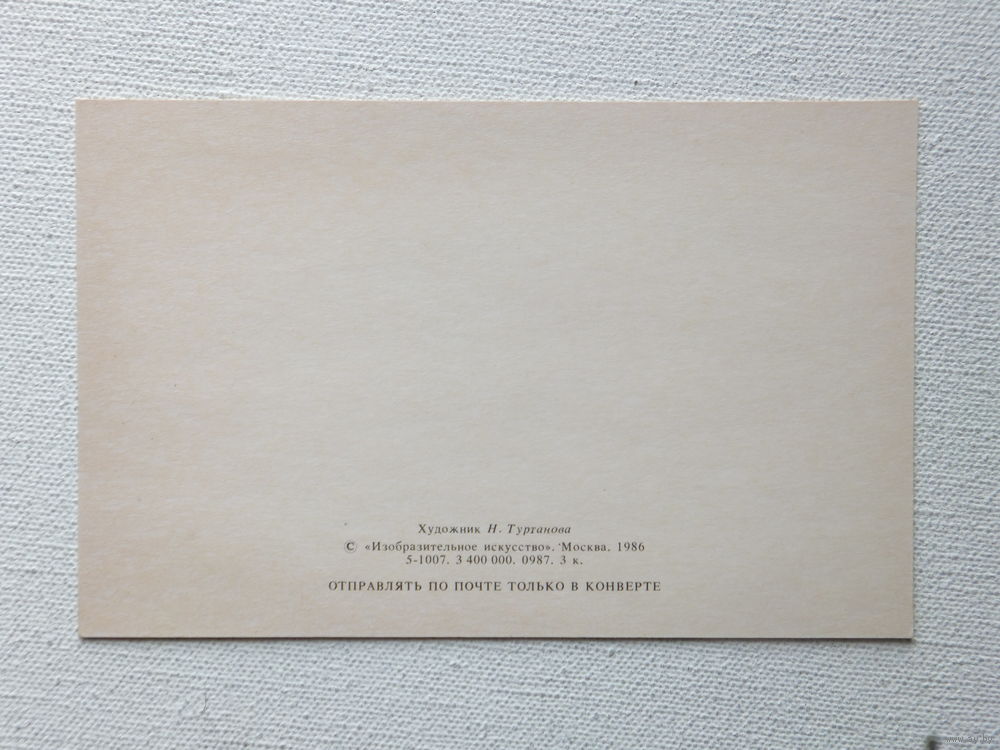 Художник Н. Турганова
© «Изобразительное искусство». Москва. 1986
5-1007. 3 400 000. 0987. 3 к.
ОТПРАВЛЯТЬ ПО ПОЧТЕ ТОЛЬКО В КОНВЕРТЕ